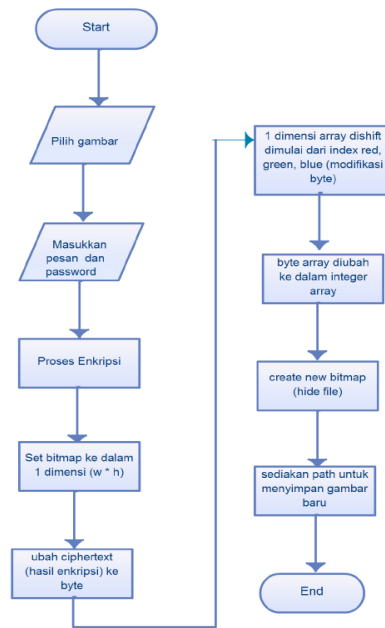 Start
Pilih gambar
Masukkan
pesan dan
password
Proses Enkripsi
Set bitmap ke dalam
1 dimensi (w * h)
ubah ciphertext
(hasil enkripsi) ke
byte
1 dimensi array dishift
dimulai dari index red,
green, blue (modifikasi
byte)
byte array diubah
ke dalam integer
array
create new bitmap
(hide file)
sediakan path untuk
menyimpan gambar
baru
End